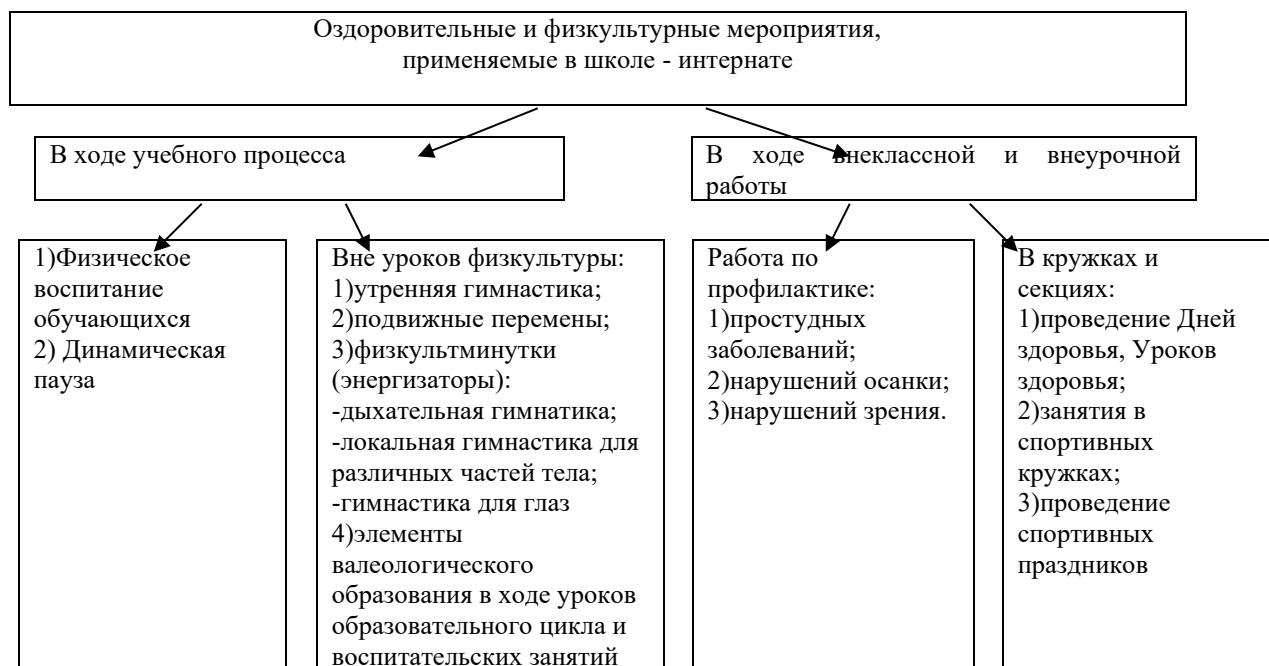 Оздоровительные и физкультурные мероприятия,
применяемые в школе - интернате
В ходе учебного процесса
В ходе внеклассной и внеурочной
работы
1)Физическое
воспитание
обучающихся
2) Динамическая
пауза
Вне уроков физкультуры:
1)утренняя гимнастика;
2)подвижные перемены;
3)физкультминутки
(энергизаторы):
-дыхательная гимнатика;
-локальная гимнастика для
различных частей тела;
-гимнастика для глаз
4)элементы
валеологического
образования в ходе уроков
образовательного цикла и
воспитательских занятий
Работа по
профилактике:
1)простудных
заболеваний;
2)нарушений осанки;
3)нарушений зрения.
В кружках и
секциях:
1)проведение Дней
здоровья, Уроков
здоровья;
2)занятия в
спортивных
кружках;
3)проведение
спортивных
праздников